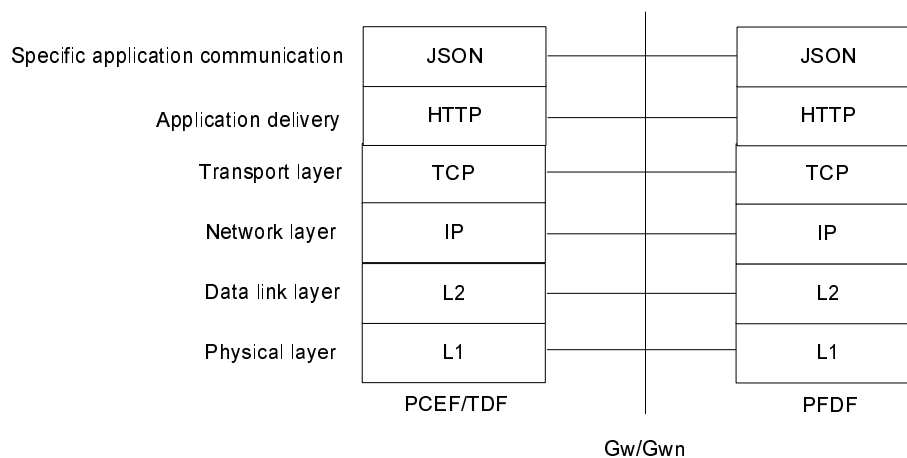 Specific application communication JSON JSON
Application delivery HTTP HTTP
Transport layer TCP TCP
Network layer IP IP
Data link layer L2 L2
Physical layer L1 L1
PCEF/TDF PFDF
Gw/Gwn